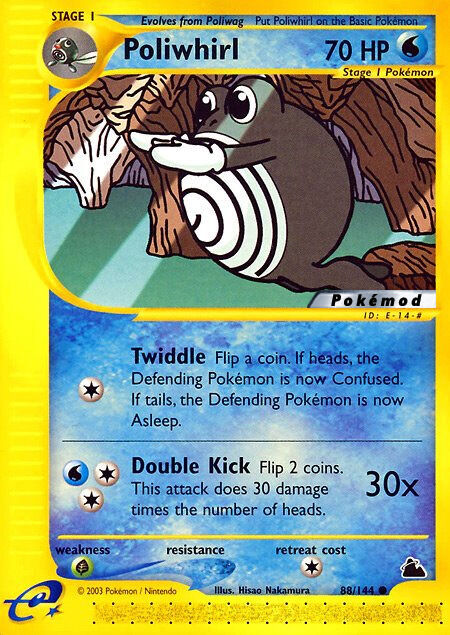 STAGE 1
Evolves from Poliwag Put Poliwhirl on the Basic Pokémon
Poliwhirl 70 HP
Stage 1 Pokémon
Pokémod
ID: E-14-#
Twiddle Flip a coin. If heads, the
Defending Pokémon is now Confused.
If tails, the Defending Pokémon is now
Asleep.
Double Kick Flip 2 coins.
This attack does 30 damage
times the number of heads.
30x
weakness resistance retreat cost
© 2003 Pokémon / Nintendo Illus. Hisao Nakamura 88/144 ●
e